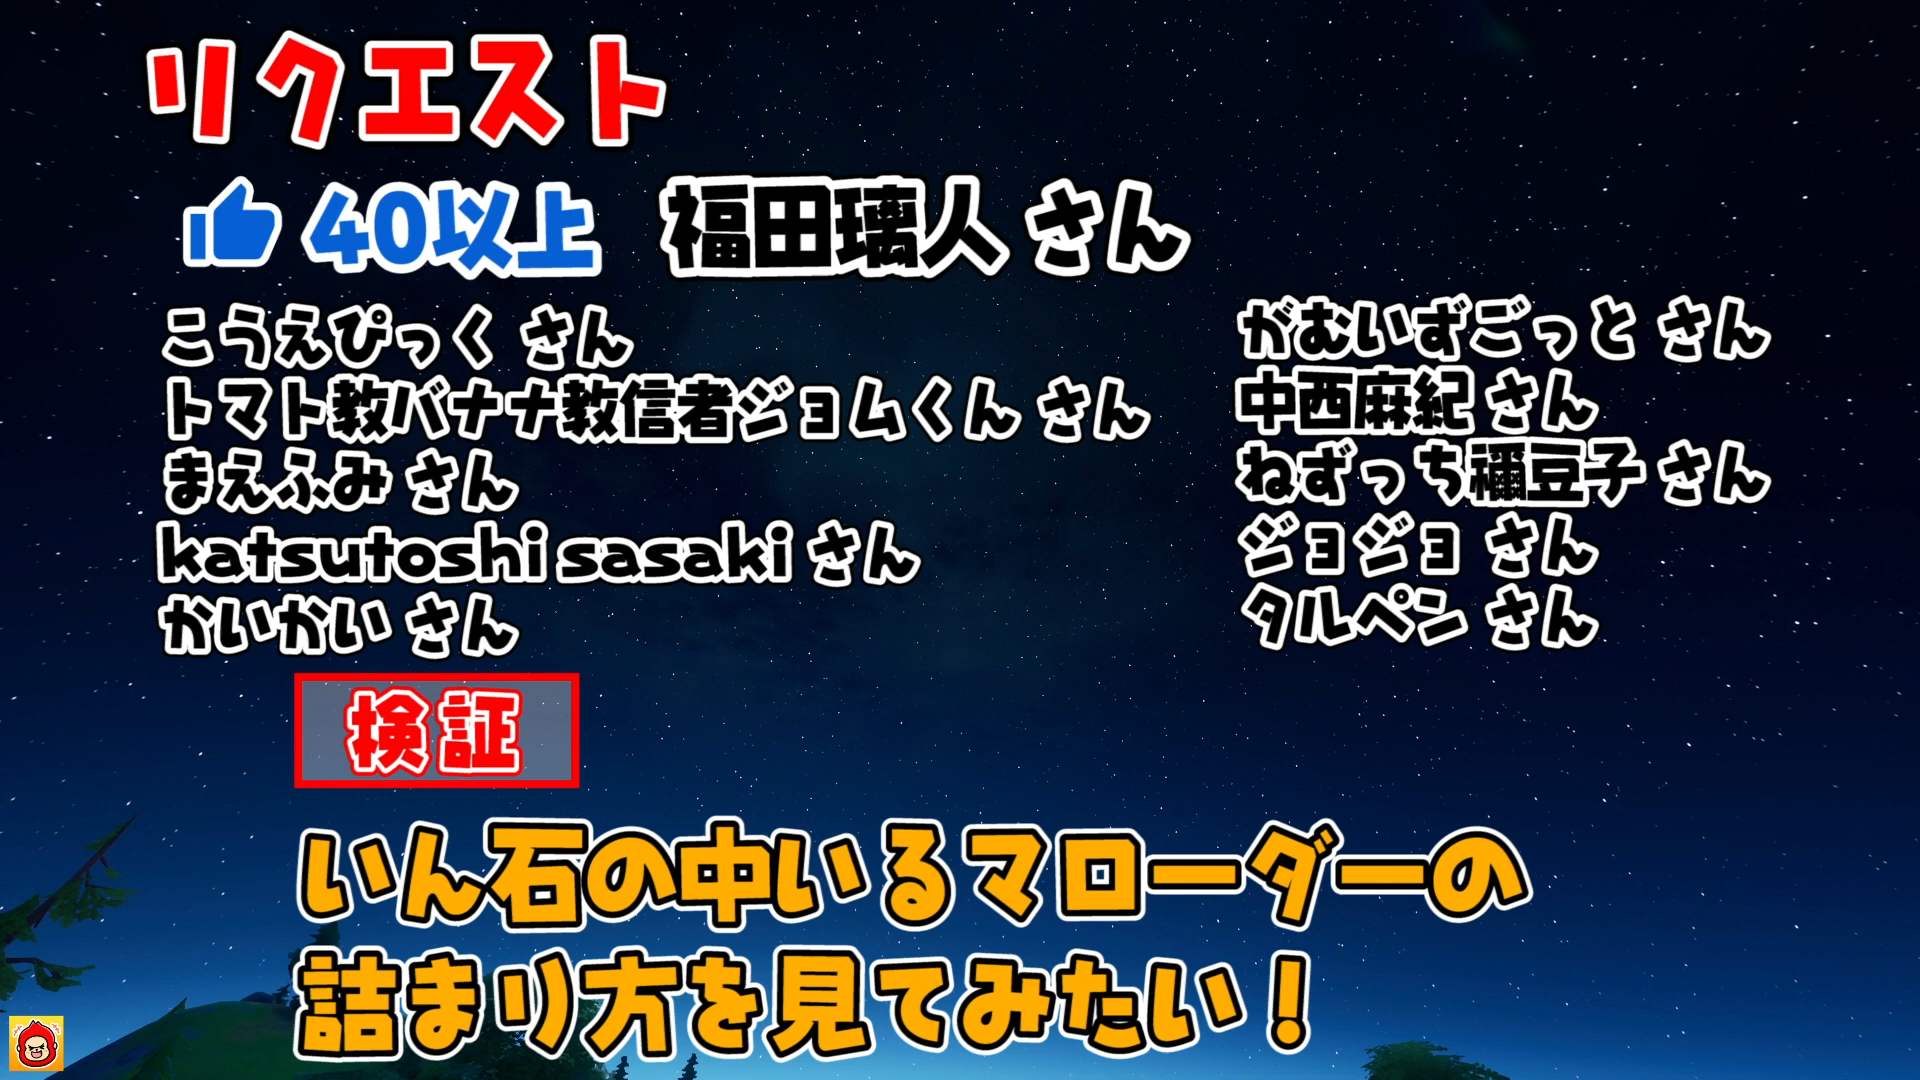 リクエスト
40以上 福田璃人 さん
こうえぴっく さん
トマト教バナナ教信者ジョムくん さん
まえふみ さん
katsutoshi sasaki さん
かいかい さん
がむいずごっと さん
中西麻紀 さん
ねずっち禰豆子 さん
ジョジョ さん
タルペン さん
検証
いん石の中いるマローダーの
詰まり方を見てみたい！